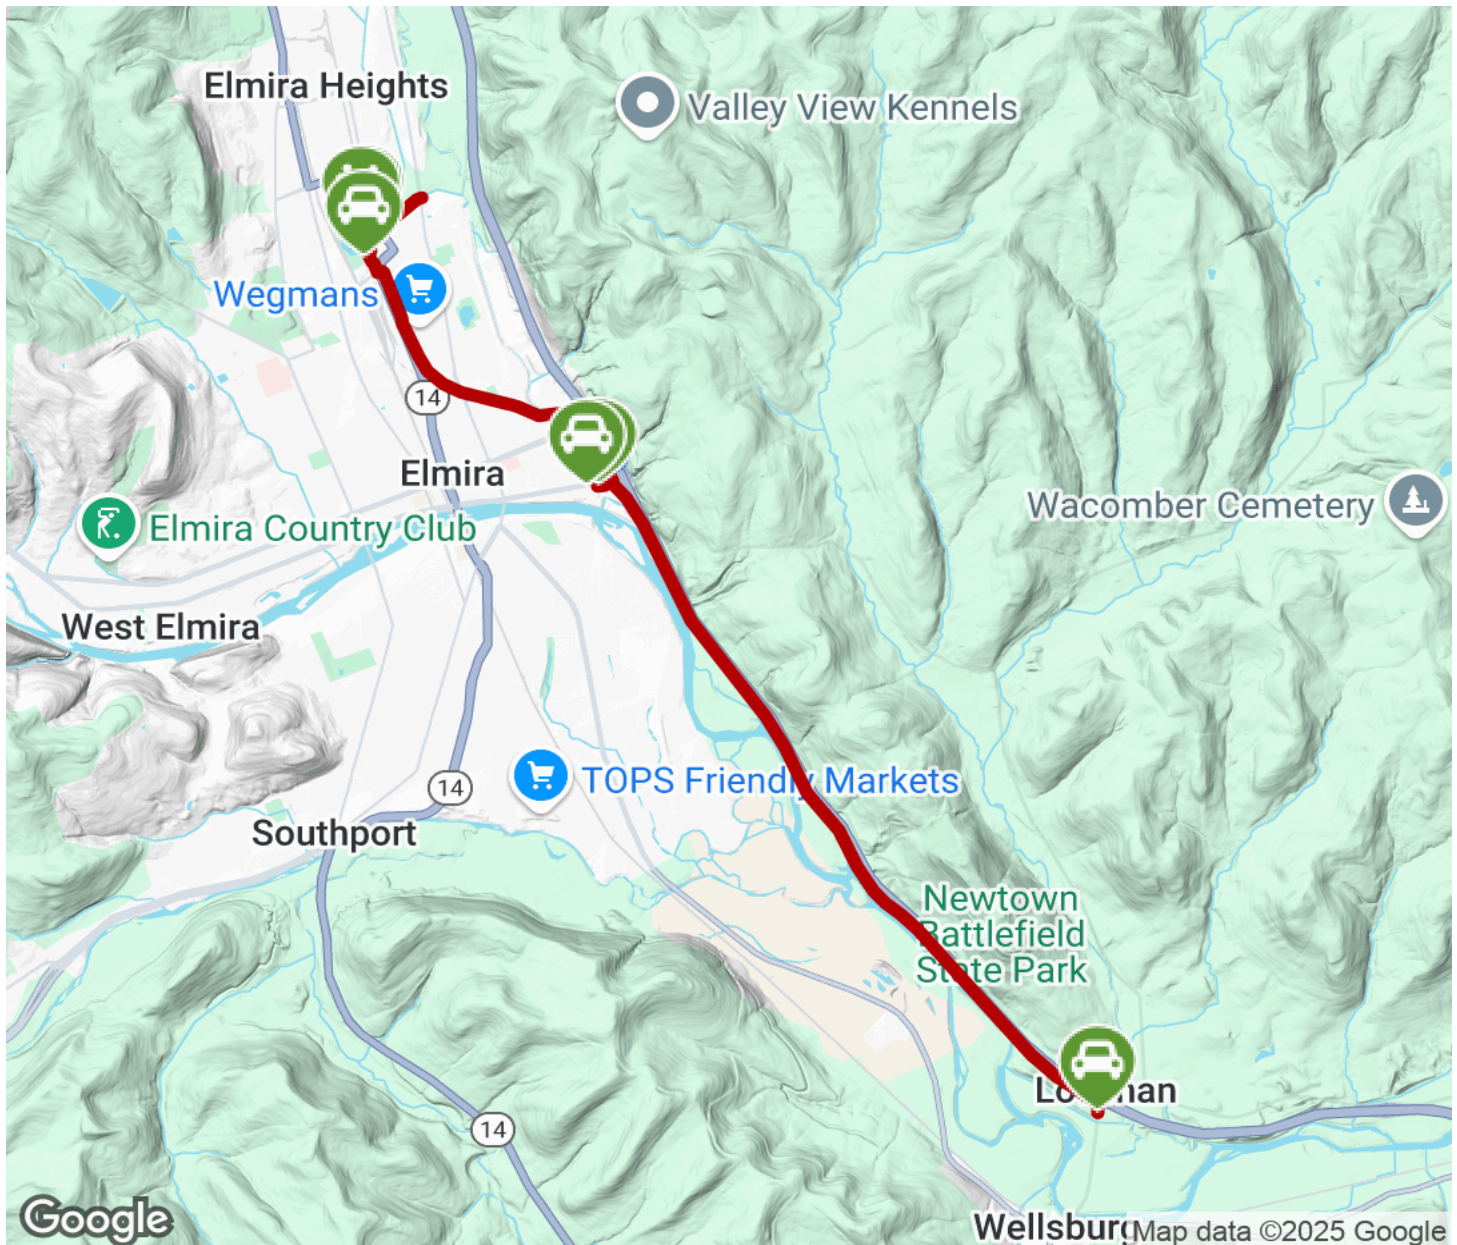 Elmira Heights
Valley View Kennels
Wegmans
14
Elmira
Wacomber Cemetery
Elmira Country Club
West Elmira
TOPS Friendly Markets
14
Southport
Newtown
Battlefield
State Park
14
Google
Map data ©2025 Google